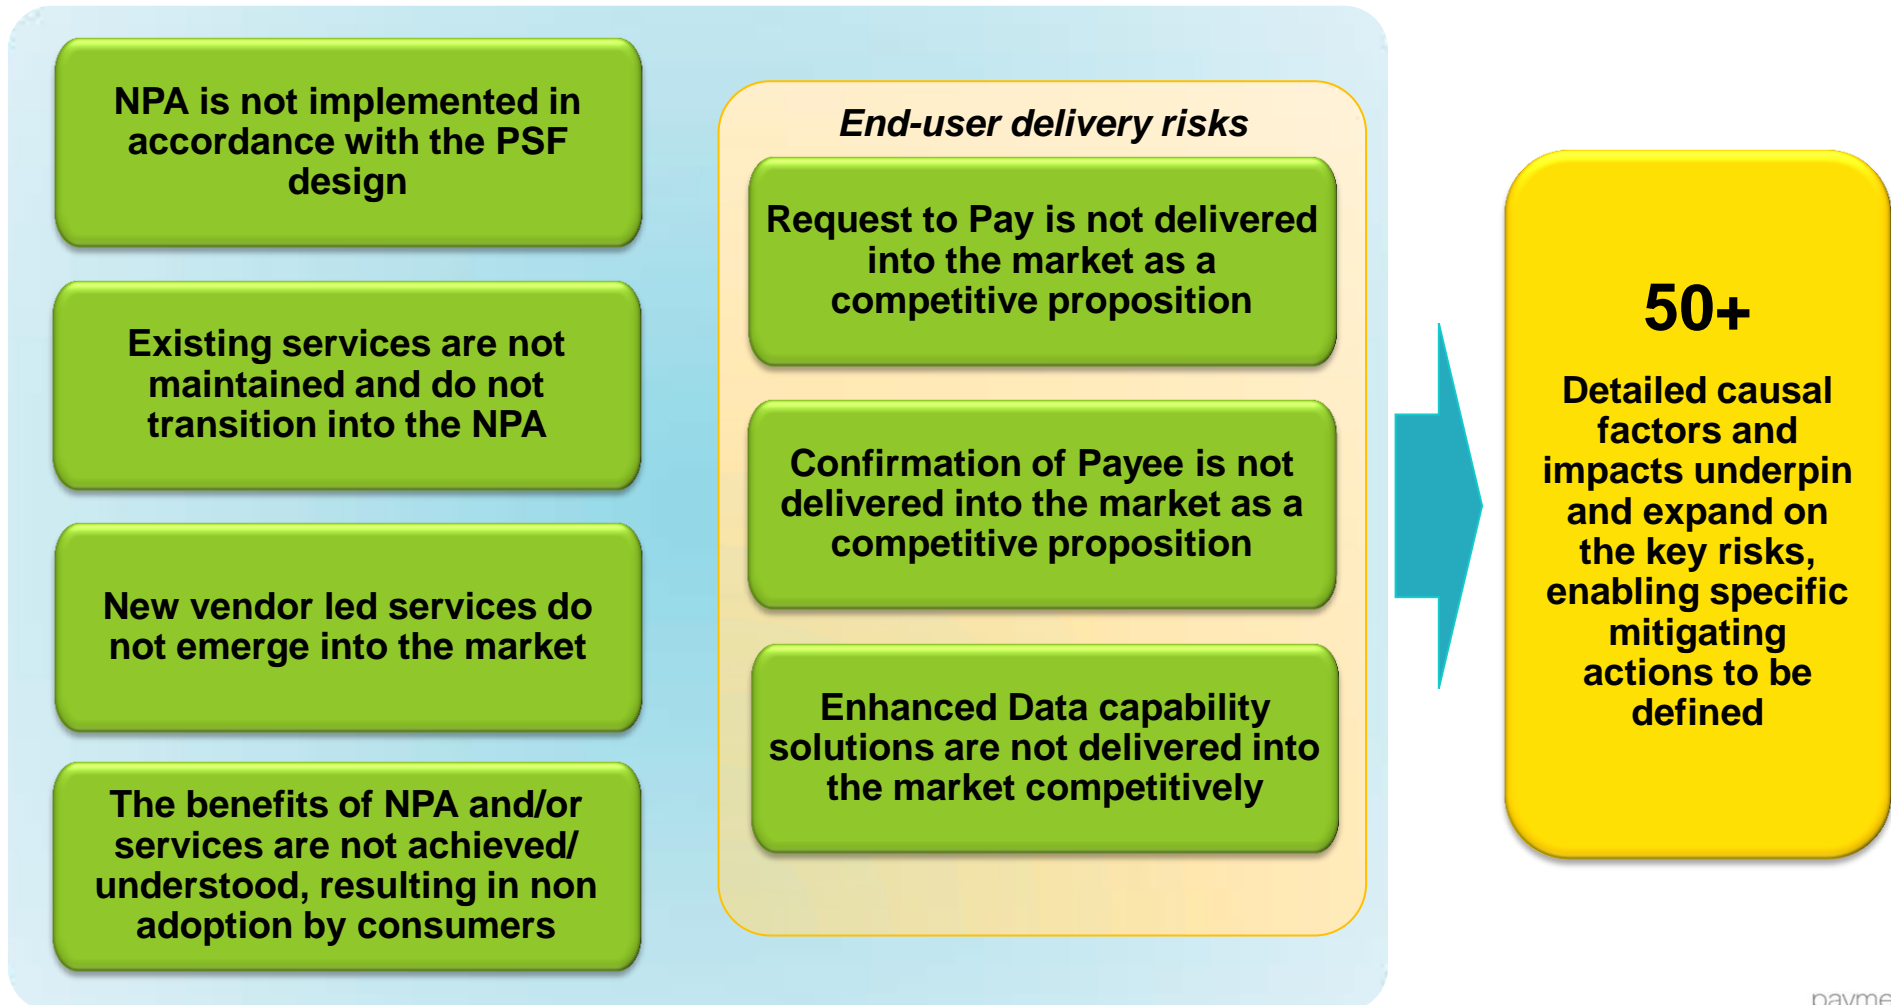 NPA is not implemented in
accordance with the PSF
design
Existing services are not
maintained and do not
transition into the NPA
New vendor led services do
not emerge into the market
The benefits of NPA and/or
services are not achieved/
understood, resulting in non
adoption by consumers
End-user delivery risks
Request to Pay is not delivered
into the market as a
competitive proposition
Confirmation of Payee is not
delivered into the market as a
competitive proposition
Enhanced Data capability
solutions are not delivered into
the market competitively
50+
Detailed causal
factors and
impacts underpin
and expand on
the key risks,
enabling specific
mitigating
actions to be
defined